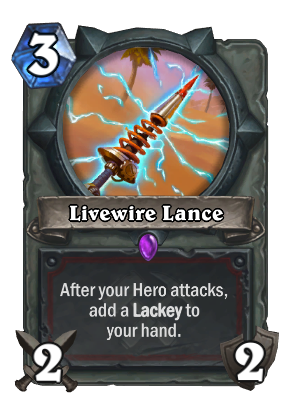 3
Livewire Lance
After your Hero attacks,
add a Lackey to
your hand.
2
2